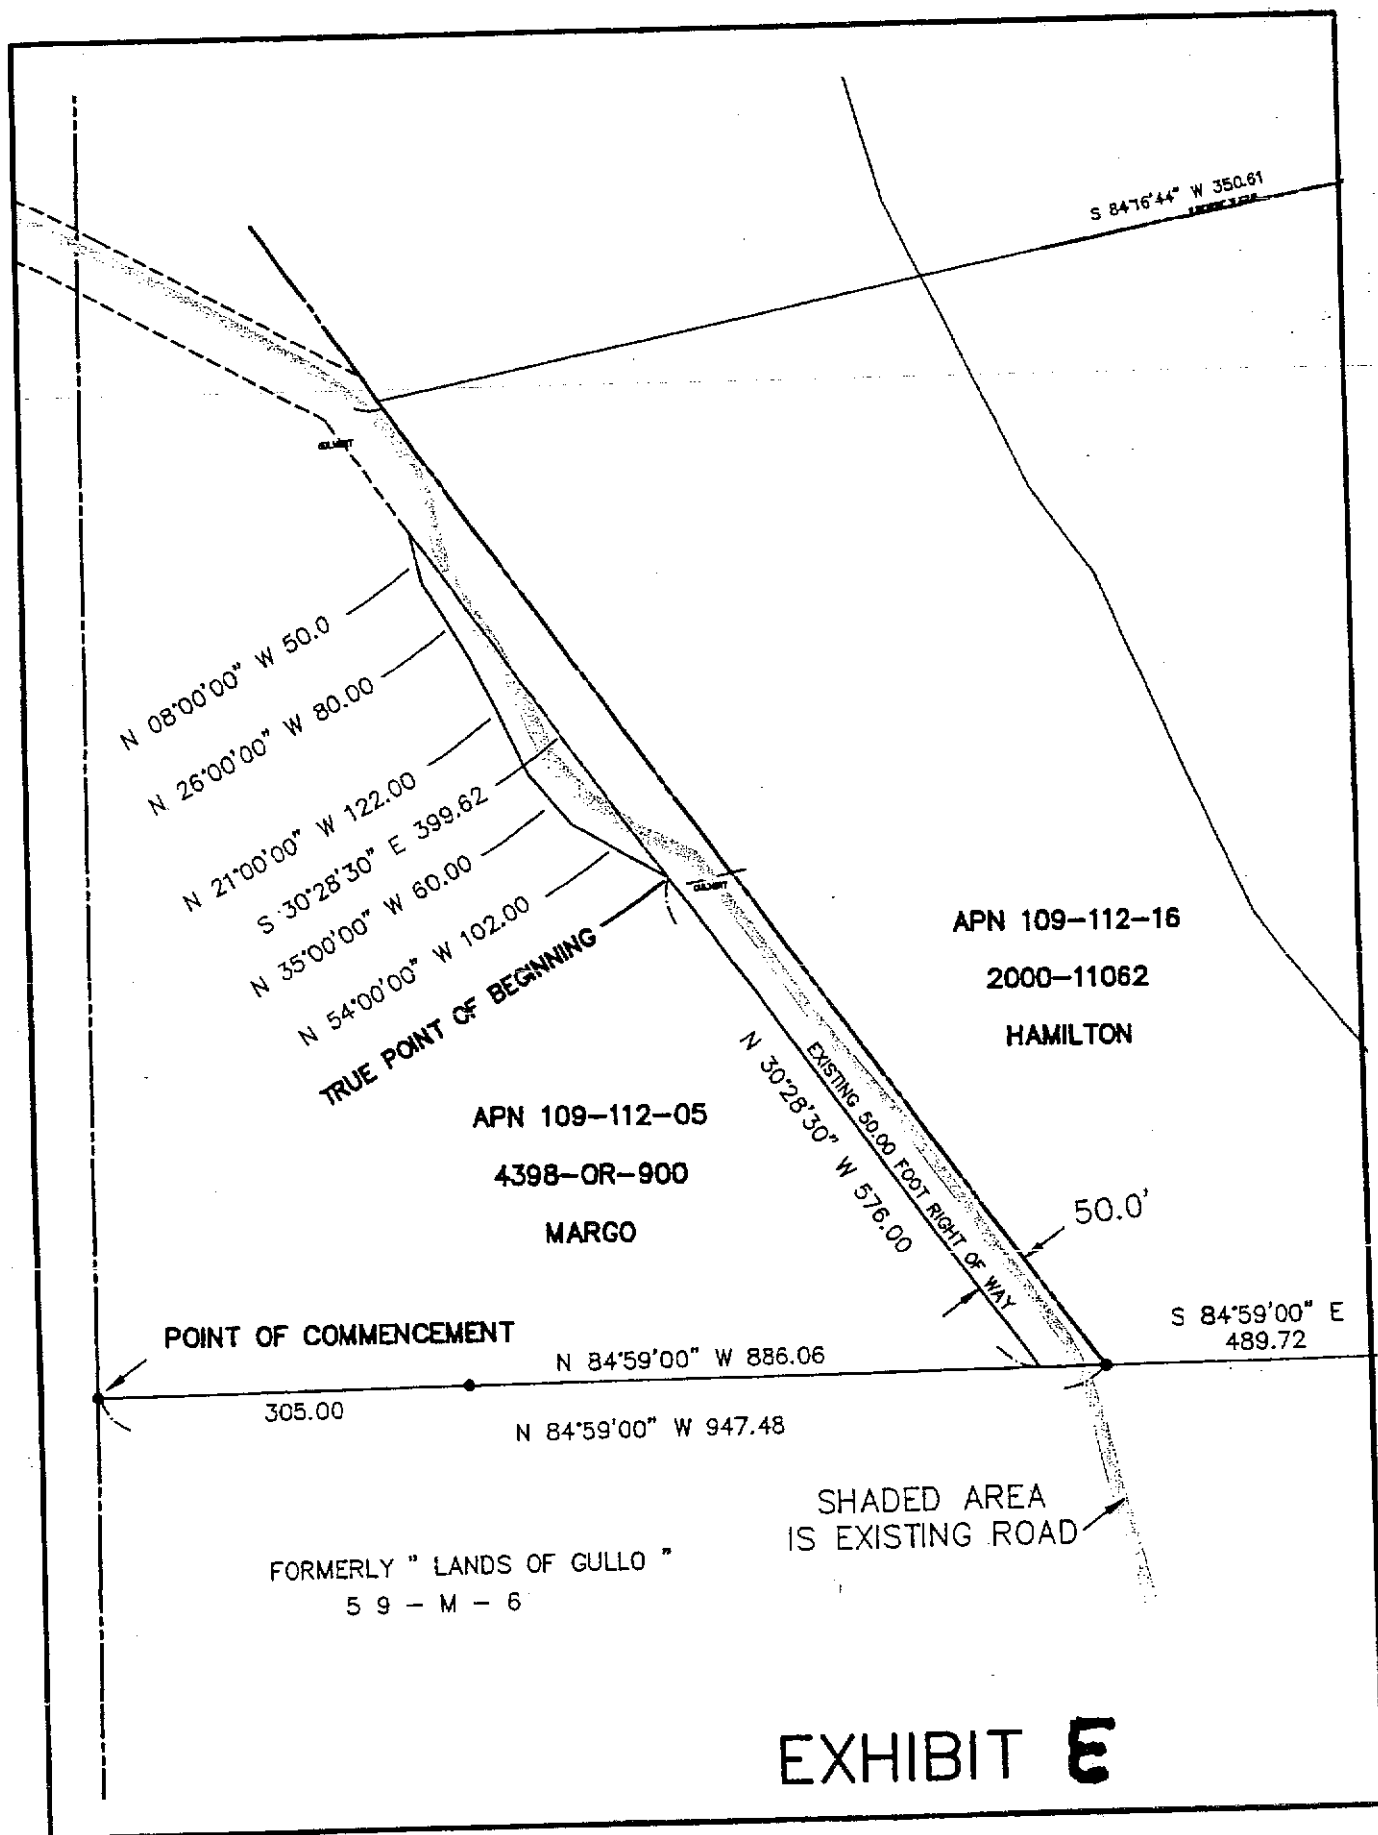 S 84°16'44" W 350.61
CULVERT
N 08°00'00" W 50.0
N 26°00'00" W 80.00
N 21°00'00" W 122.00
S 30°28'30" E 399.62
N 35°00'00" W 60.00
N 54°00'00" W 102.00
TRUE POINT OF BEGINNING
CULVERT
APN 109-112-16
2000-11062
HAMILTON
APN 109-112-05
4398-OR-900
MARGO
N 30°28'30" W 576.00
EXISTING 50.00 FOOT RIGHT OF WAY
50.0'
POINT OF COMMENCEMENT
N 84°59'00" W 886.06
S 84°59'00" E
489.72
305.00
N 84°59'00" W 947.48
SHADED AREA
IS EXISTING ROAD
FORMERLY " LANDS OF GULLO "
5 9 - M - 6
EXHIBIT E